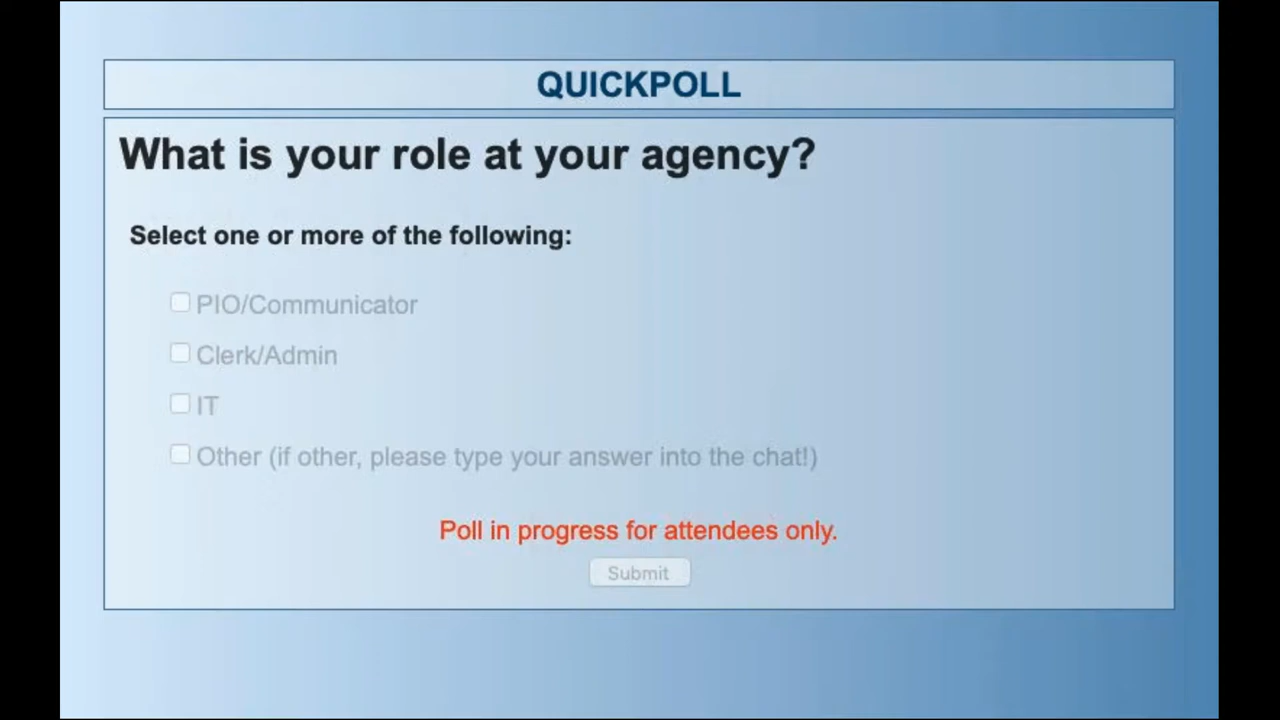 QUICKPOLL
What is your role at your agency?
Select one or more of the following:
PIO/Communicator
Clerk/Admin
IT
Other (if other, please type your answer into the chat!)
Poll in progress for attendees only.
Submit